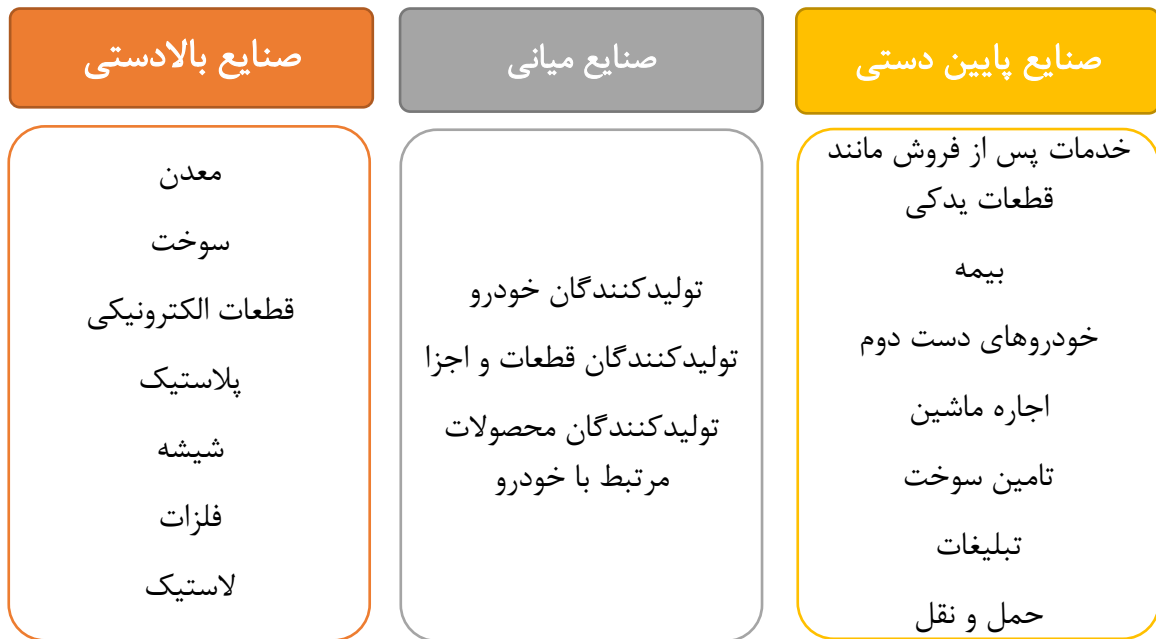 صنایع بالادستی
معدن
سوخت
قطعات الکترونیکی
پلاستیک
شیشه
فلزات
لاستیک
صنایع میانی
تولیدکنندگان خودرو
تولیدکنندگان قطعات و اجزا
تولیدکنندگان محصولات
مرتبط با خودرو
صنایع پایین دستی
خدمات پس از فروش مانند
قطعات یدکی
بیمه
خودروهای دست دوم
اجاره ماشین
تامین سوخت
تبلیغات
حمل و نقل